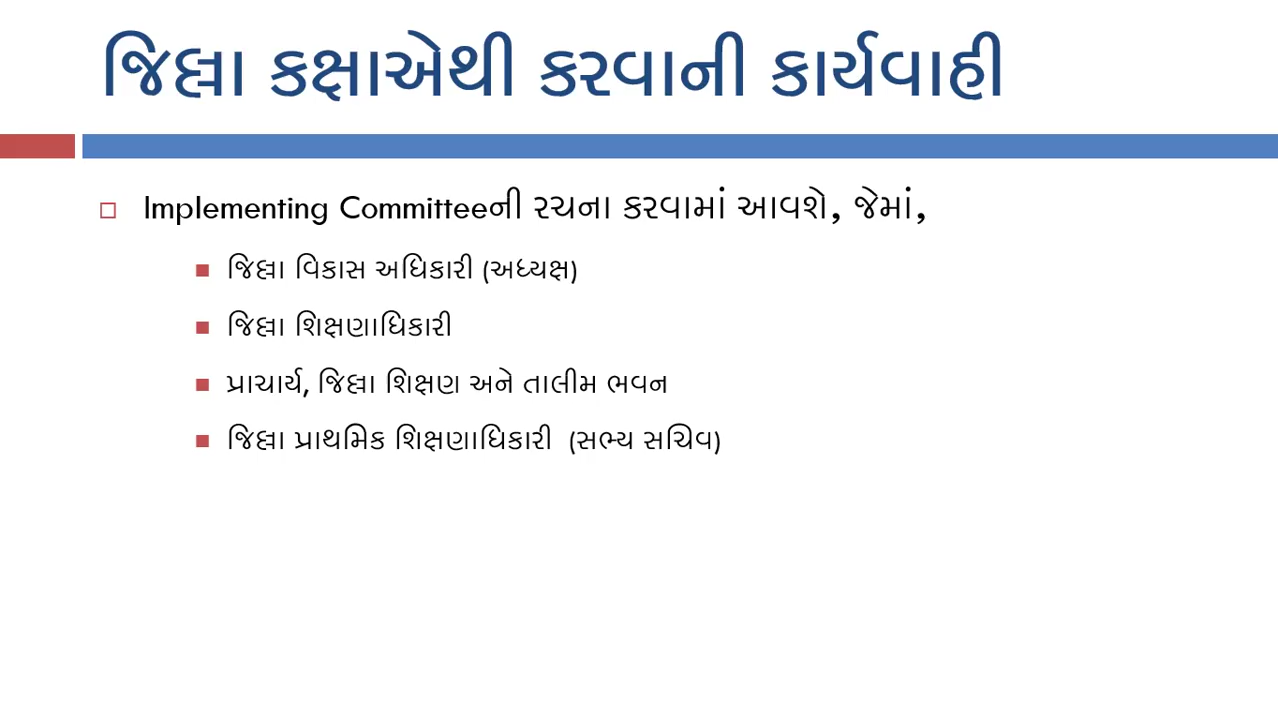 જિલ્લા કક્ષાએથી કરવાની કાર્યવાહી
Implementing Committeeની રચના કરવામાં આવશે, જેમાં,
જિલ્લા વિકાસ અધિકારી (અધ્યક્ષ)
જિલ્લા શિક્ષણાધિકારી
પ્રાચાર્ય, જિલ્લા શિક્ષણ અને તાલીમ ભવન
જિલ્લા પ્રાથમિક શિક્ષણાધિકારી (સભ્ય સચિવ)